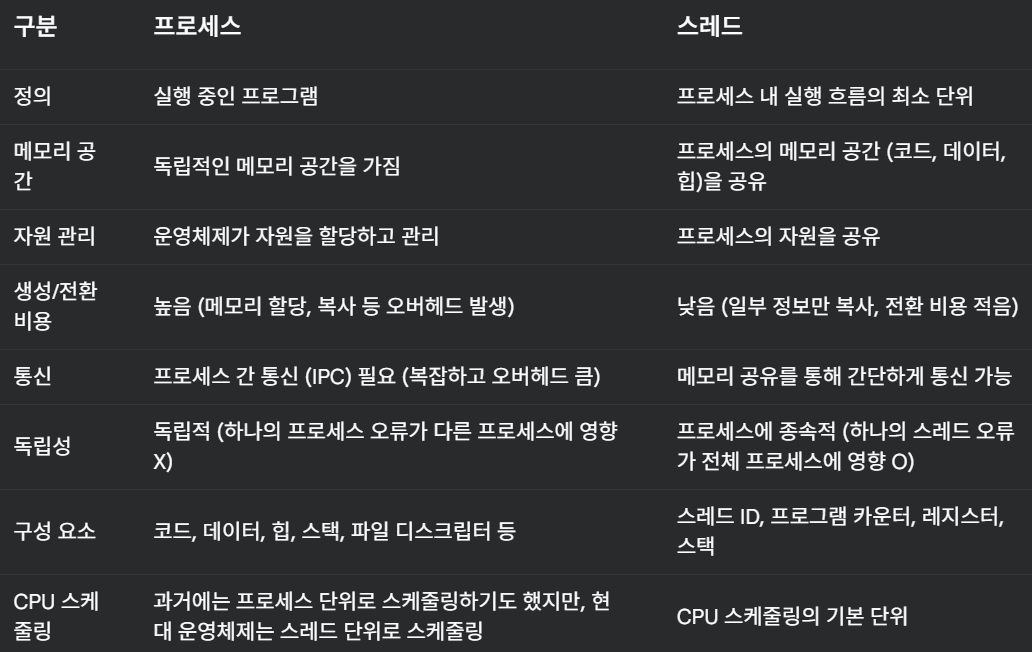 구분 프로세스 스레드
정의 실행 중인 프로그램 프로세스 내 실행 흐름의 최소 단위
메모리 공
간
독립적인 메모리 공간을 가짐
프로세스의 메모리 공간 (코드, 데이터,
힙)을 공유
자원 관리 운영체제가 자원을 할당하고 관리 프로세스의 자원을 공유
생성/전환
비용
높음 (메모리 할당, 복사 등 오버헤드 발생)
낮음 (일부 정보만 복사, 전환 비용 적음)
통신 프로세스 간 통신 (IPC) 필요 (복잡하고 오버헤드 큼) 메모리 공유를 통해 간단하게 통신 가능
독립성
독립적 (하나의 프로세스 오류가 다른 프로세스에 영향
X)
프로세스에 종속적 (하나의 스레드 오류
가 전체 프로세스에 영향 O)
구성 요소
코드, 데이터, 힙, 스택, 파일 디스크립터 등
스레드 ID, 프로그램 카운터, 레지스터,
스택
CPU 스케
줄링
과거에는 프로세스 단위로 스케줄링하기도 했지만, 현
대 운영체제는 스레드 단위로 스케줄링
CPU 스케줄링의 기본 단위